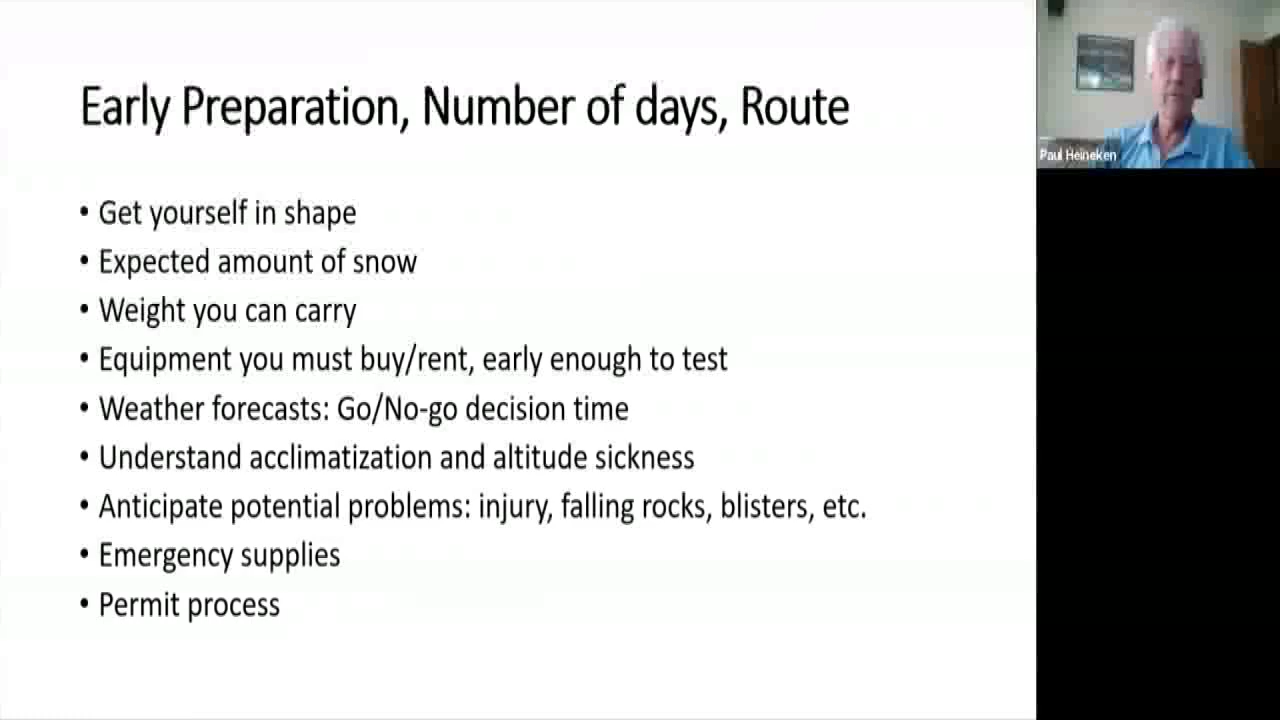 Early Preparation, Number of days, Route
• Get yourself in shape
• Expected amount of snow
• Weight you can carry
• Equipment you must buy/rent, early enough to test
• Weather forecasts: Go/No-go decision time
• Understand acclimatization and altitude sickness
• Anticipate potential problems: injury, falling rocks, blisters, etc.
• Emergency supplies
• Permit process
Paul Heineken